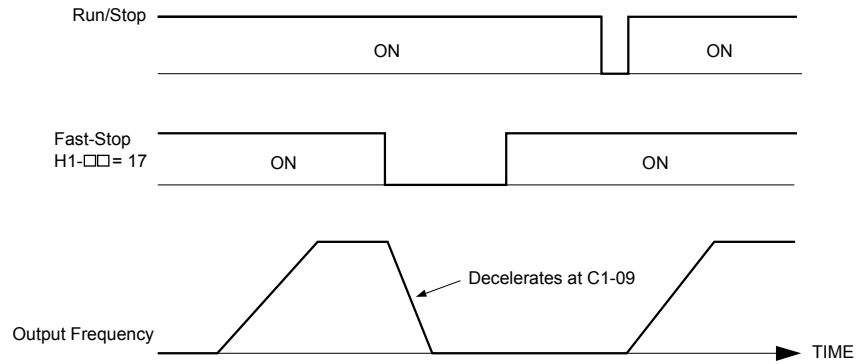 Run/Stop
ON
ON
Fast-Stop
H1-□□= 17
ON
ON
Decelerates at C1-09
Output Frequency
TIME